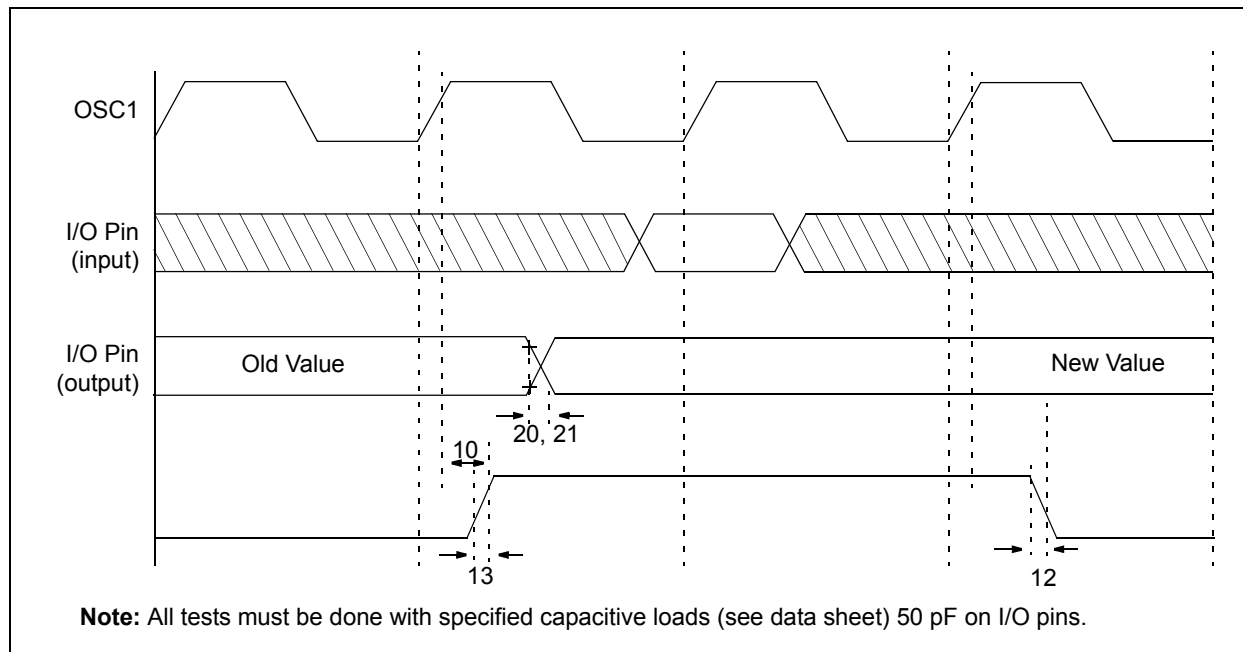 OSC1
I/O Pin
(input)
I/O Pin
(output)
Old Value
New Value
20, 21
10
13
12
Note: All tests must be done with specified capacitive loads (see data sheet) 50 pF on I/O pins.